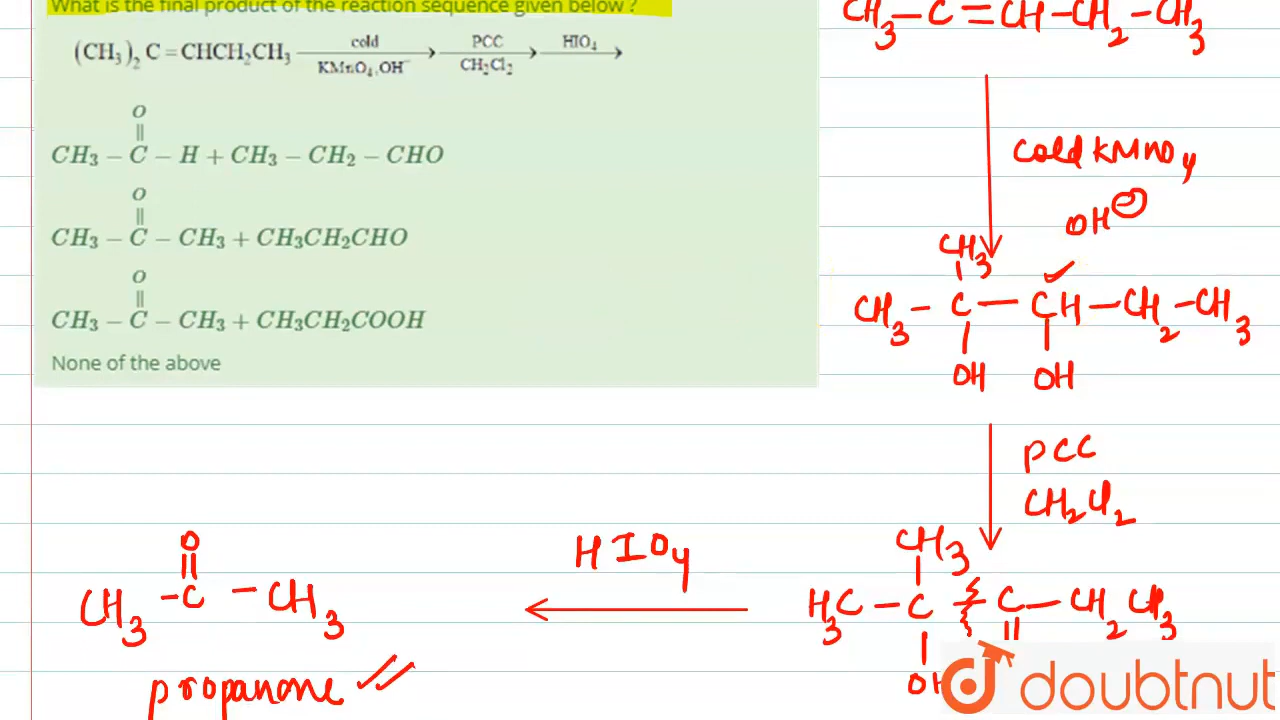 What is the final product of the reaction sequence given below ?
(CH₃)₂ C = CHCH₂CH₃ cold KMnO₄,OH⁻ PCC CH₂Cl₂ HIO₄
O
||
CH₃ − C − H + CH₃ − CH₂ − CHO
O
||
CH₃ − C − CH₃ + CH₃CH₂CHO
O
||
CH₃ − C − CH₃ + CH₃CH₂COOH
None of the above
CH₃ − C = CH − CH₂ − CH₃
cold KMnO₄
OH⊖
CH₃
CH₃ − C − CH − CH₂ − CH₃
OH OH
PCC
CH₂Cl₂
CH₃
H₃C − C − C − CH₂ CH₃
||
OH
HIO₄
O
||
CH₃ − C − CH₃
propanone
doubtnut